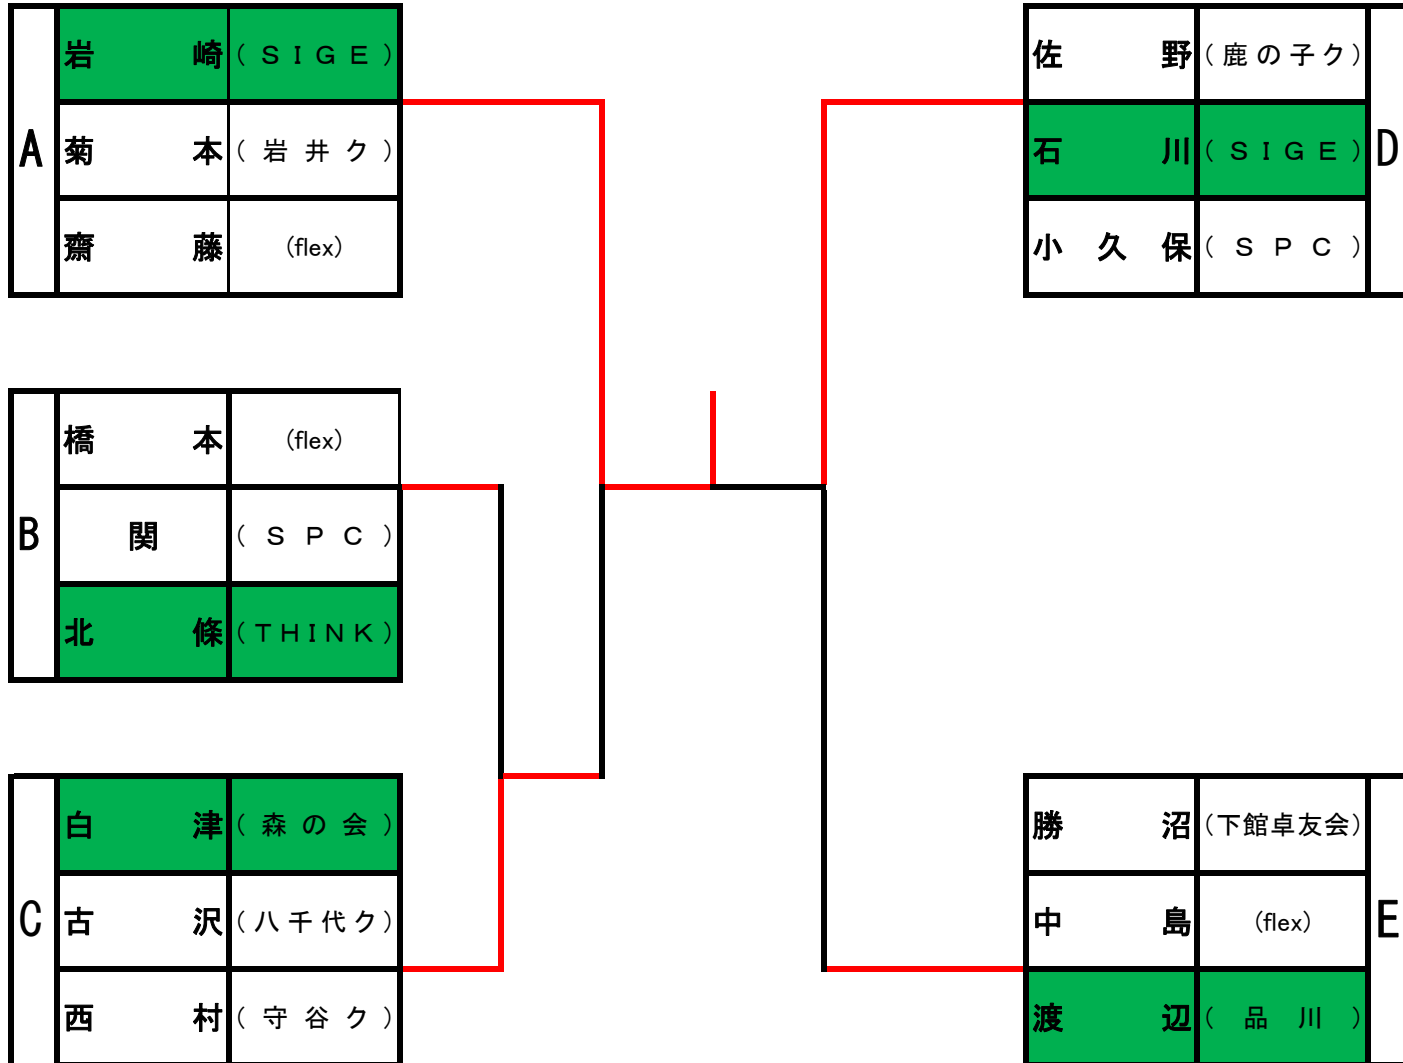 A
岩崎(SIGE)
菊本(岩井ク)
齋藤(flex)
B
橋本(flex)
関(SPC)
北條(THINK)
C
白津(森の会)
古沢(八千代ク)
西村(守谷ク)
佐野(鹿の子ク)
石川(SIGE)
小久保(SPC)
D
勝沼(下館卓友会)
中島(flex)
渡辺(品川)
E